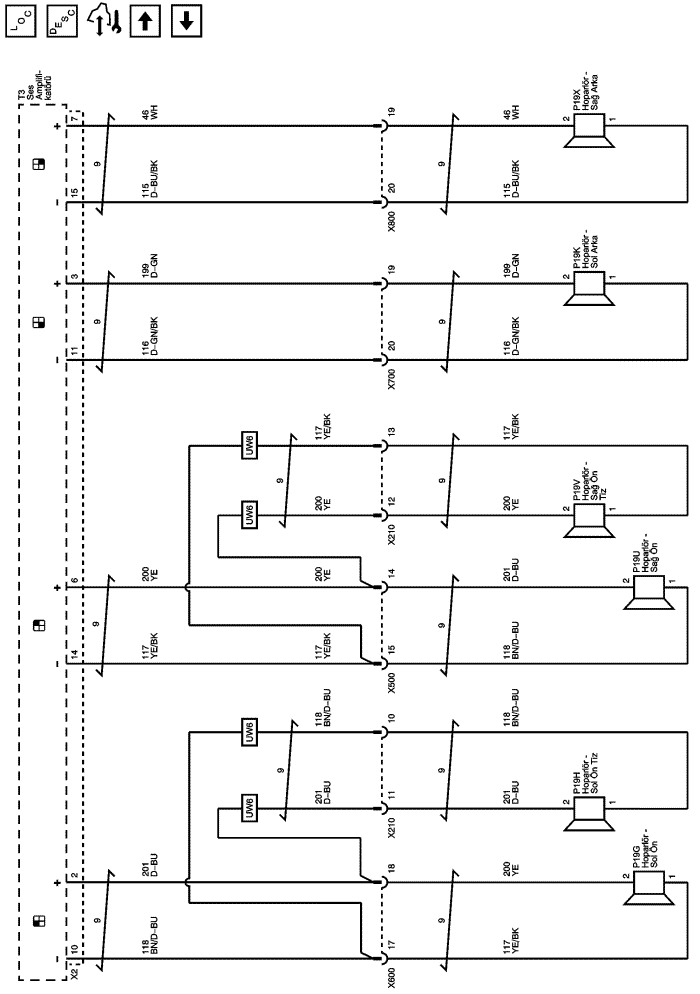 LOC
DESC
T3
Ses
Amplifi-
katörü
X2
+
7
46
WH
19
46
WH
P19X
Hoparlör -
Sağ Arka
2
1
9
9
-
15
115
D-BU/BK
20
X800
115
D-BU/BK
+
3
199
D-GN
19
199
D-GN
P19K
Hoparlör -
Sol Arka
2
1
9
9
-
11
116
D-GN/BK
20
X700
116
D-GN/BK
UW6
117
YE/BK
13
117
YE/BK
9
9
UW6
200
YE
12
X210
200
YE
P19V
Hoparlör -
Sağ Ön
Tiz
2
1
+
6
200
YE
200
YE
14
201
D-BU
P19U
Hoparlör -
Sağ Ön
2
1
9
9
-
14
117
YE/BK
117
YE/BK
15
X500
118
BN/D-BU
UW6
118
BN/D-BU
10
118
BN/D-BU
9
9
UW6
201
D-BU
11
X210
201
D-BU
P19H
Hoparlör -
Sol Ön Tiz
2
1
+
2
201
D-BU
18
200
YE
P19G
Hoparlör -
Sol Ön
2
1
9
9
-
10
118
BN/D-BU
17
X600
117
YE/BK